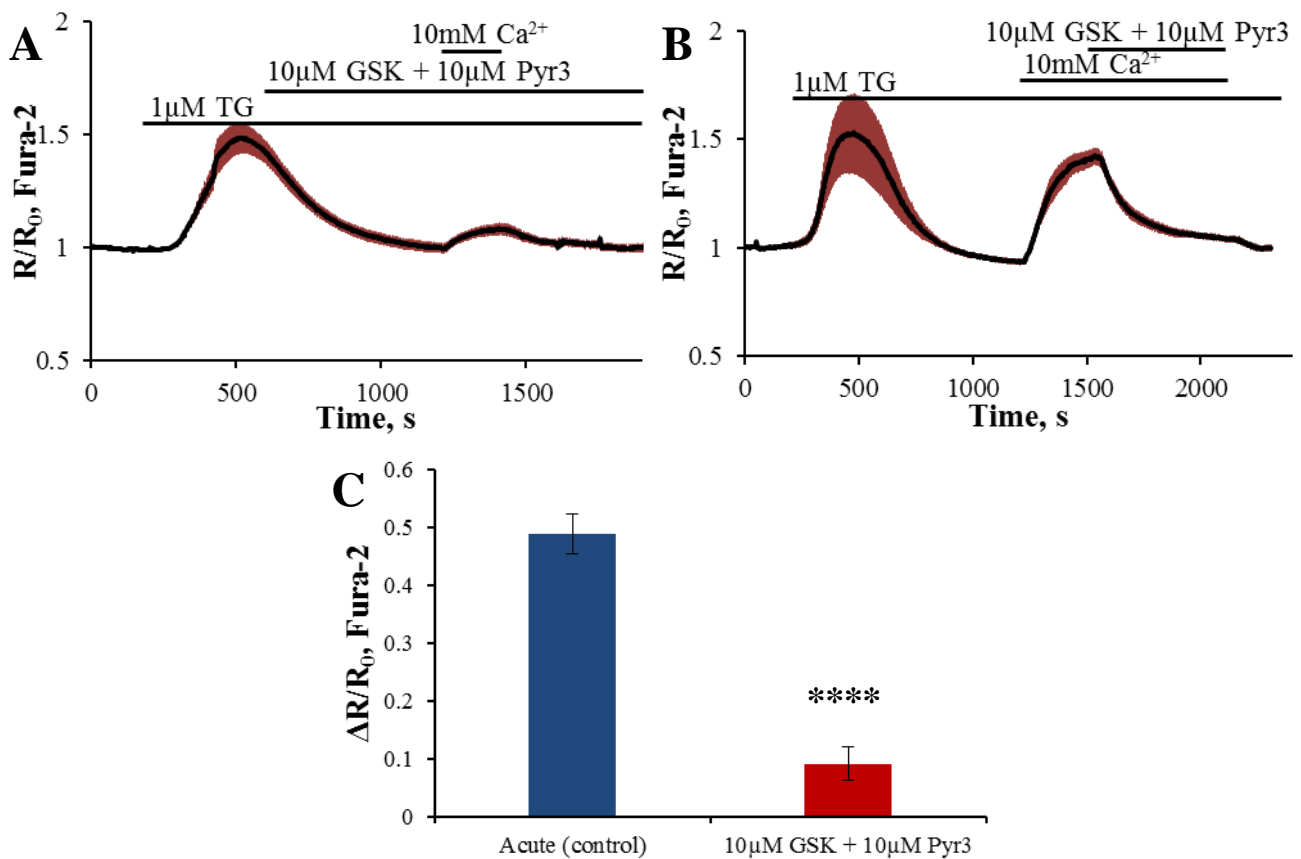 A
2
1.5
1
0.5
R/R₀, Fura-2
10mM Ca²⁺
10µM GSK + 10µM Pyr3
1µM TG
0
500
1000
1500
Time, s
B
2
1.5
1
0.5
R/R₀, Fura-2
10µM GSK + 10µM Pyr3
10mM Ca²⁺
1µM TG
0
500
1000
1500
2000
Time, s
C
0.6
0.5
0.4
0.3
0.2
0.1
0
ΔR/R₀, Fura-2
****
Acute (control)
10µM GSK + 10µM Pyr3